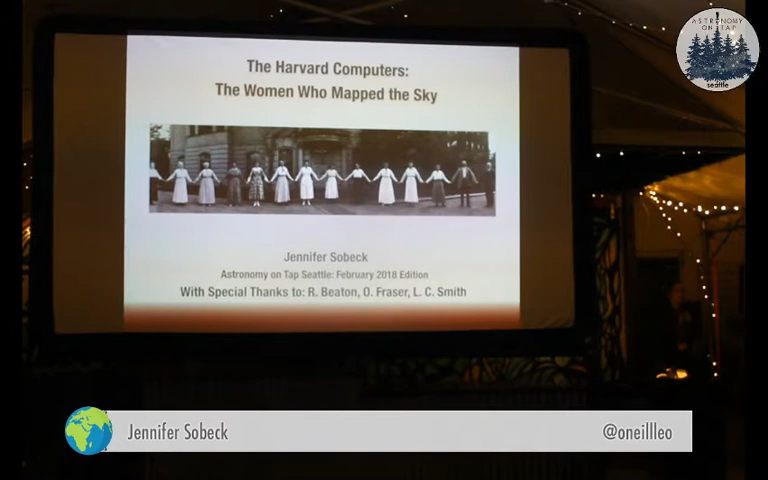 ASTRONOMY
ON TAP
seattle
The Harvard Computers:
The Women Who Mapped the Sky
Jennifer Sobeck
Astronomy on Tap Seattle: February 2018 Edition
With Special Thanks to: R. Beaton, O. Fraser, L. C. Smith
Jennifer Sobeck
@oneillleo